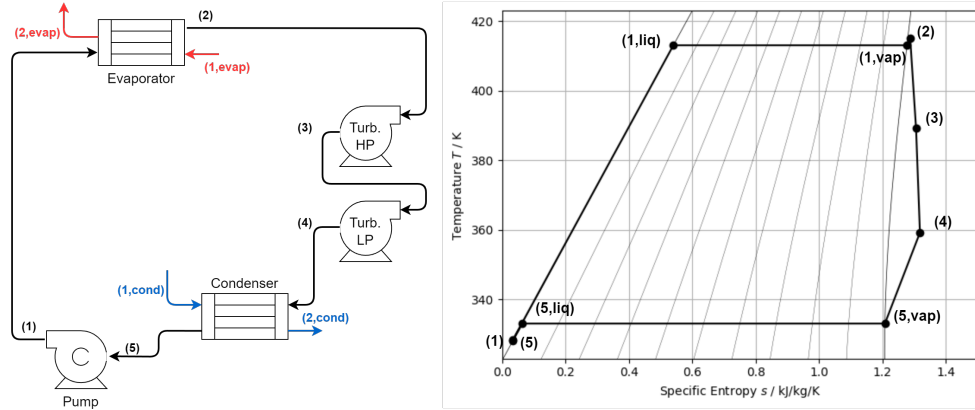 (2)
(2,evap)
(1,evap)
Evaporator
(3)
Turb.
HP
(4)
Turb.
LP
Condenser
(1,cond)
(2,cond)
(1)
(5)
C
Pump
420
400
380
360
340
0.0 0.2 0.4 0.6 0.8 1.0 1.2 1.4
Temperature T / K
Specific Entropy s / kJ/kg/K
(1,liq)
(2)
(1,vap)
(3)
(4)
(5,liq)
(5,vap)
(1)
(5)